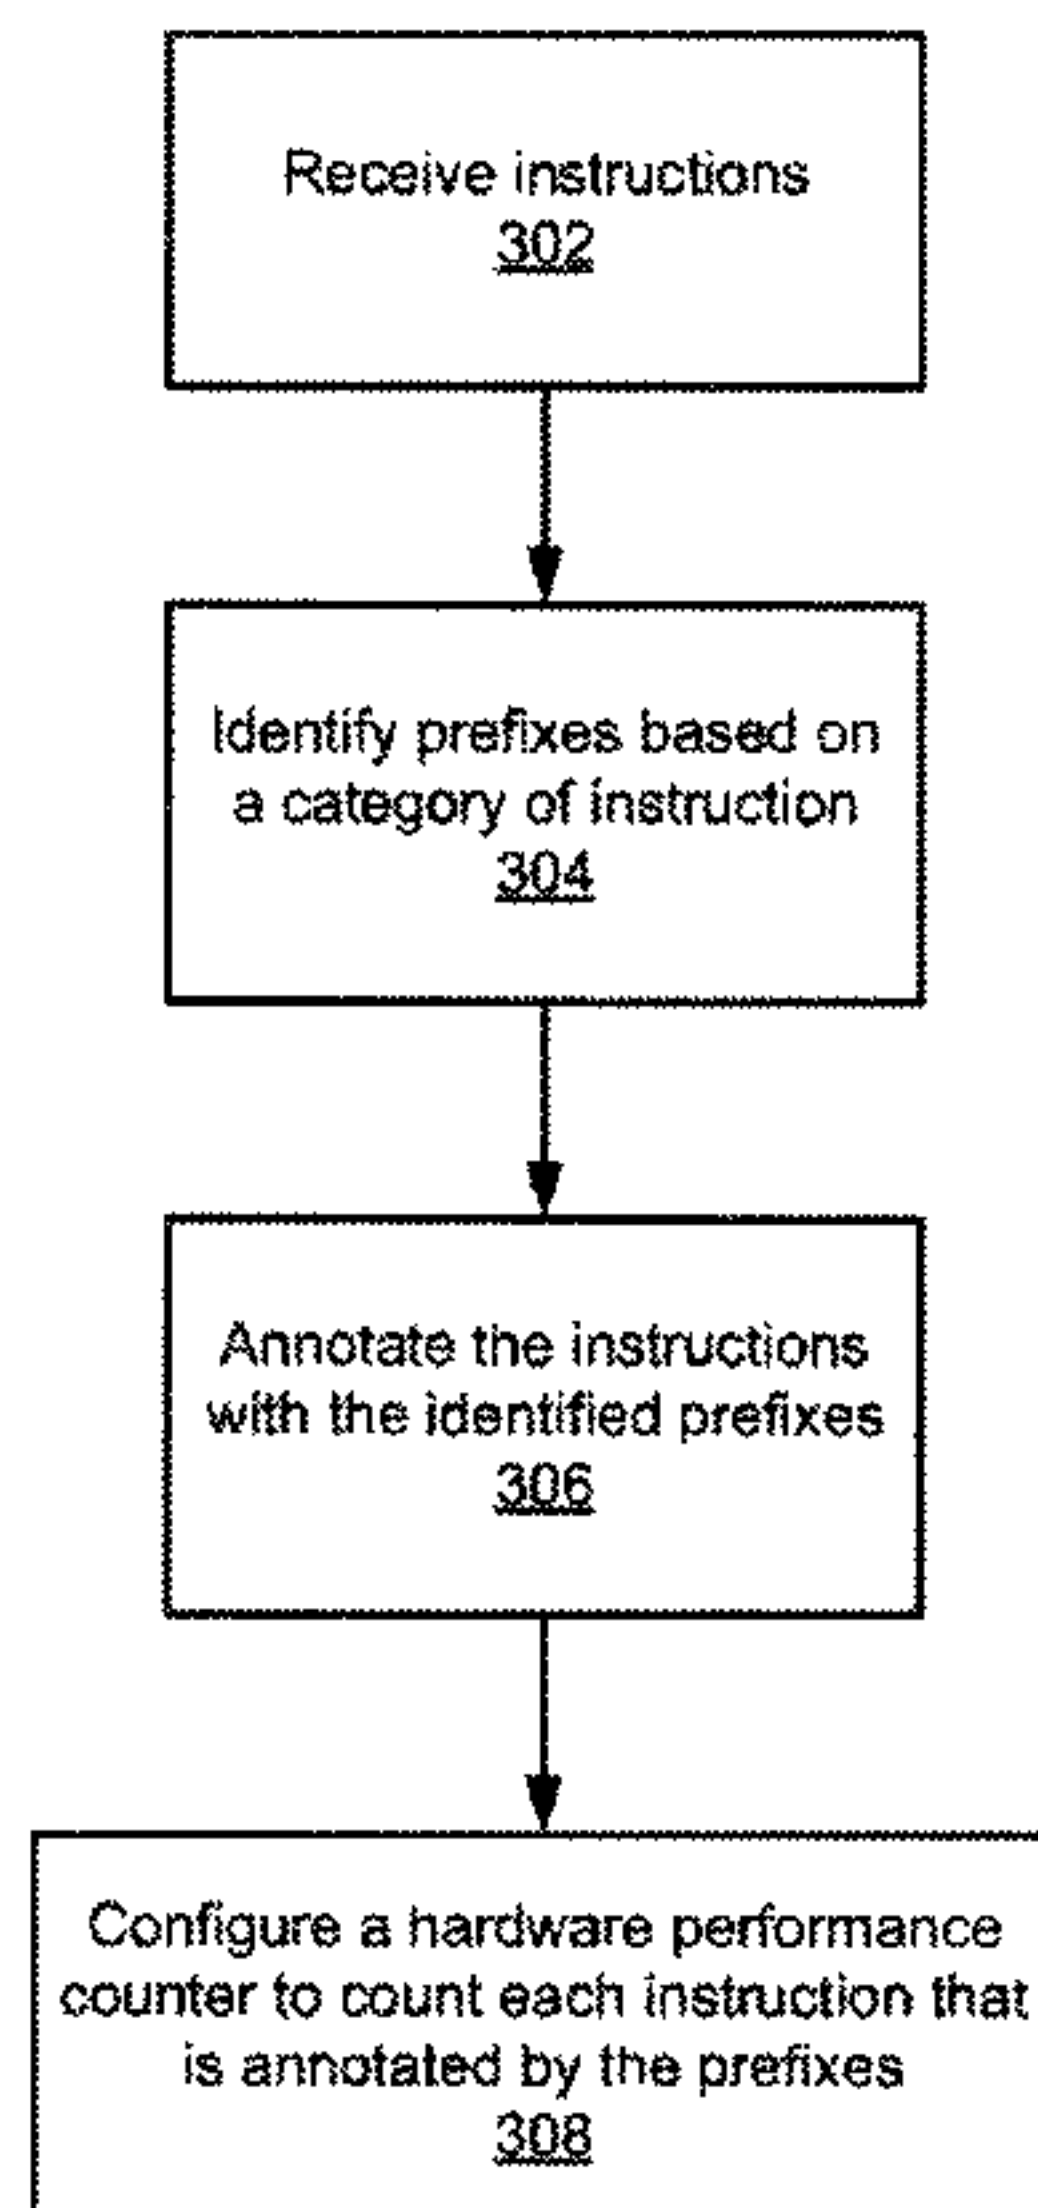 Receive instructions
302
Identify prefixes based on
a category of instruction
304
Annotate the instructions
with the identified prefixes
306
Configure a hardware performance
counter to count each instruction that
is annotated by the prefixes
308